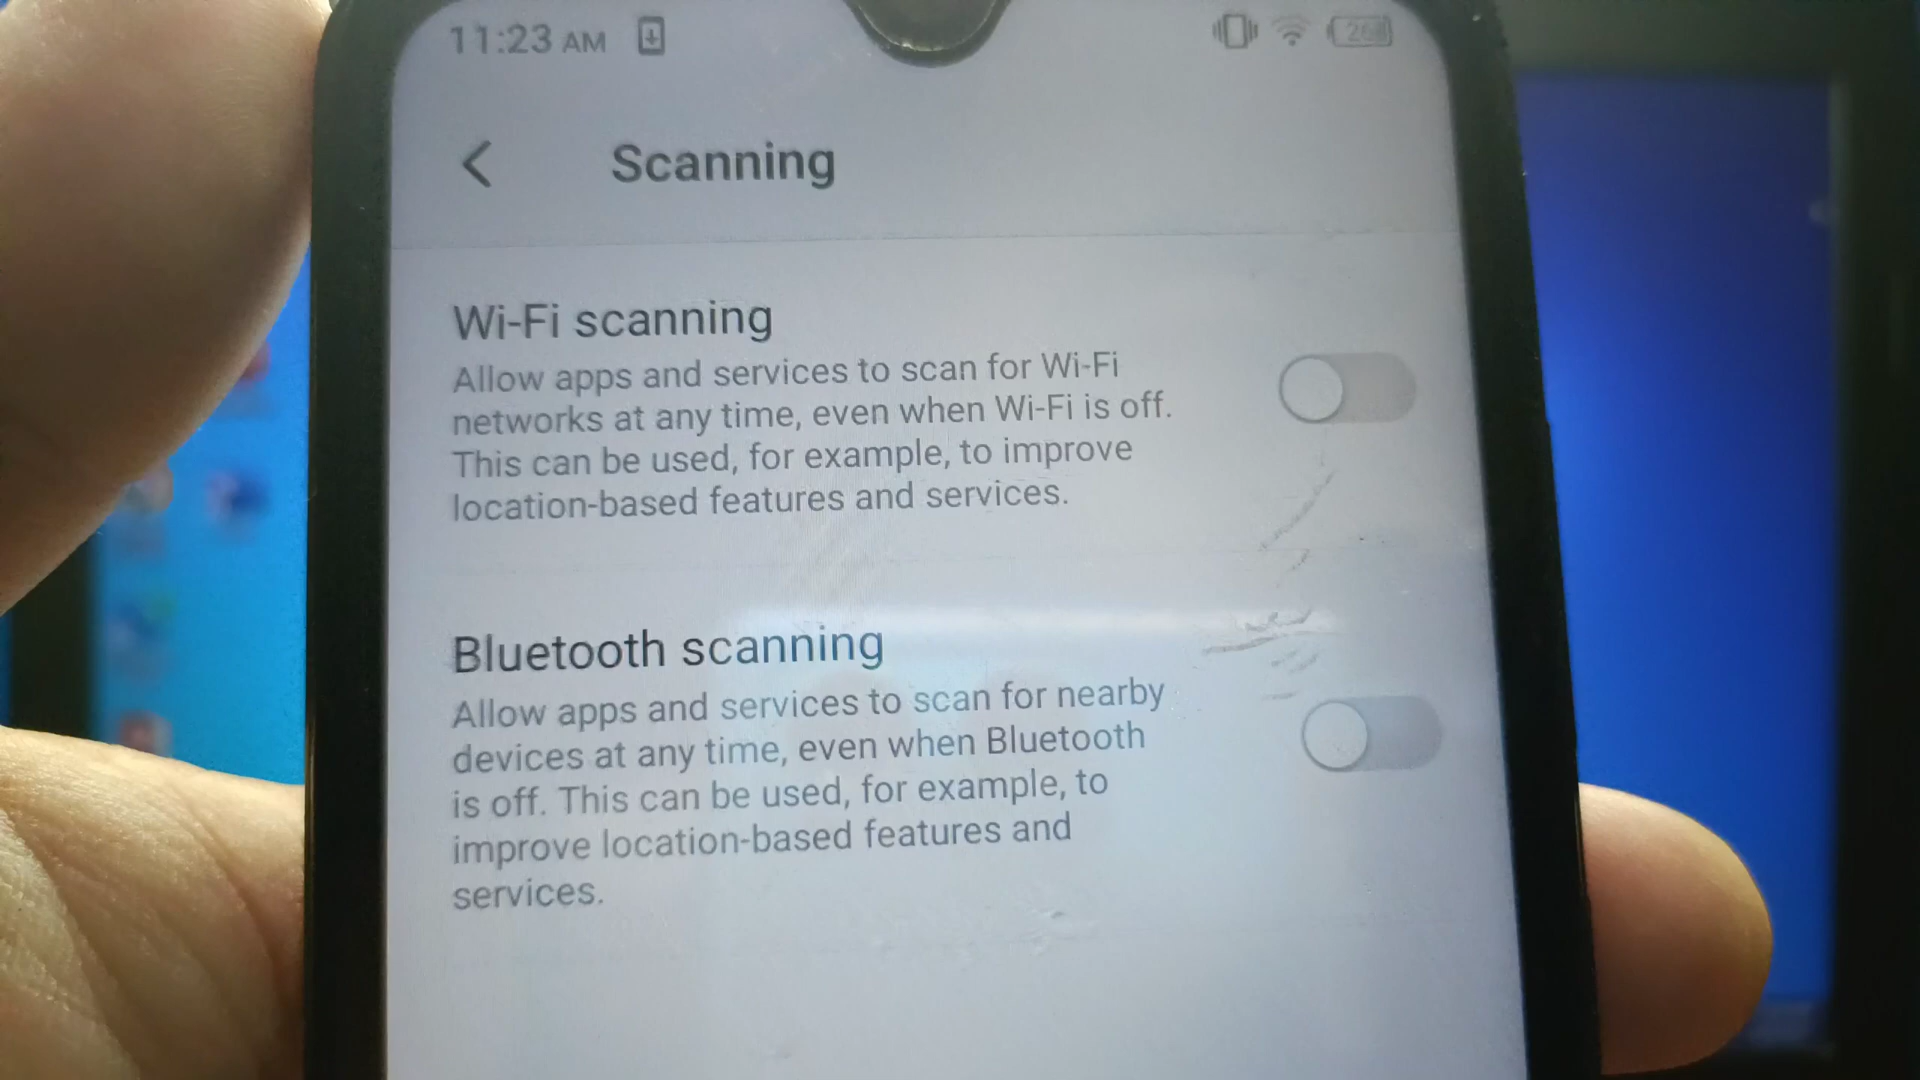 11:23 AM
Scanning
Wi-Fi scanning
Allow apps and services to scan for Wi-Fi
networks at any time, even when Wi-Fi is off.
This can be used, for example, to improve
location-based features and services.
Bluetooth scanning
Allow apps and services to scan for nearby
devices at any time, even when Bluetooth
is off. This can be used, for example, to
improve location-based features and
services.